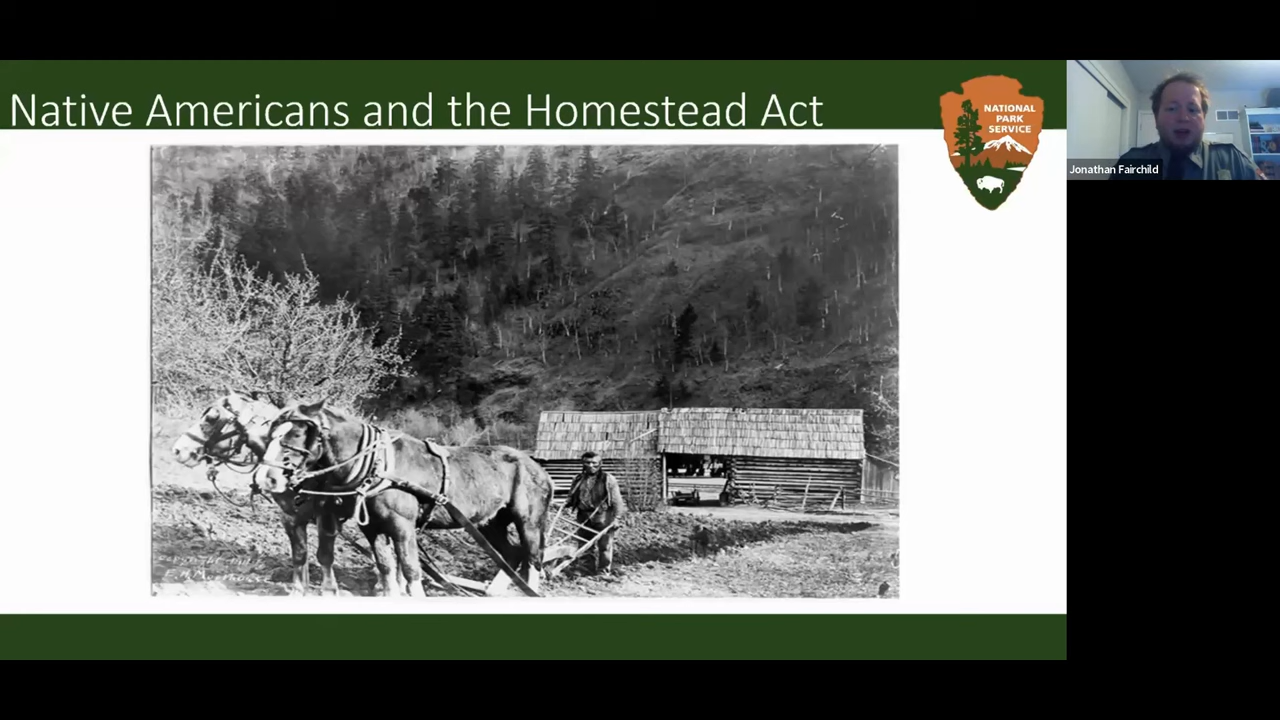 Native Americans and the Homestead Act
NATIONAL
PARK
SERVICE
Jonathan Fairchild